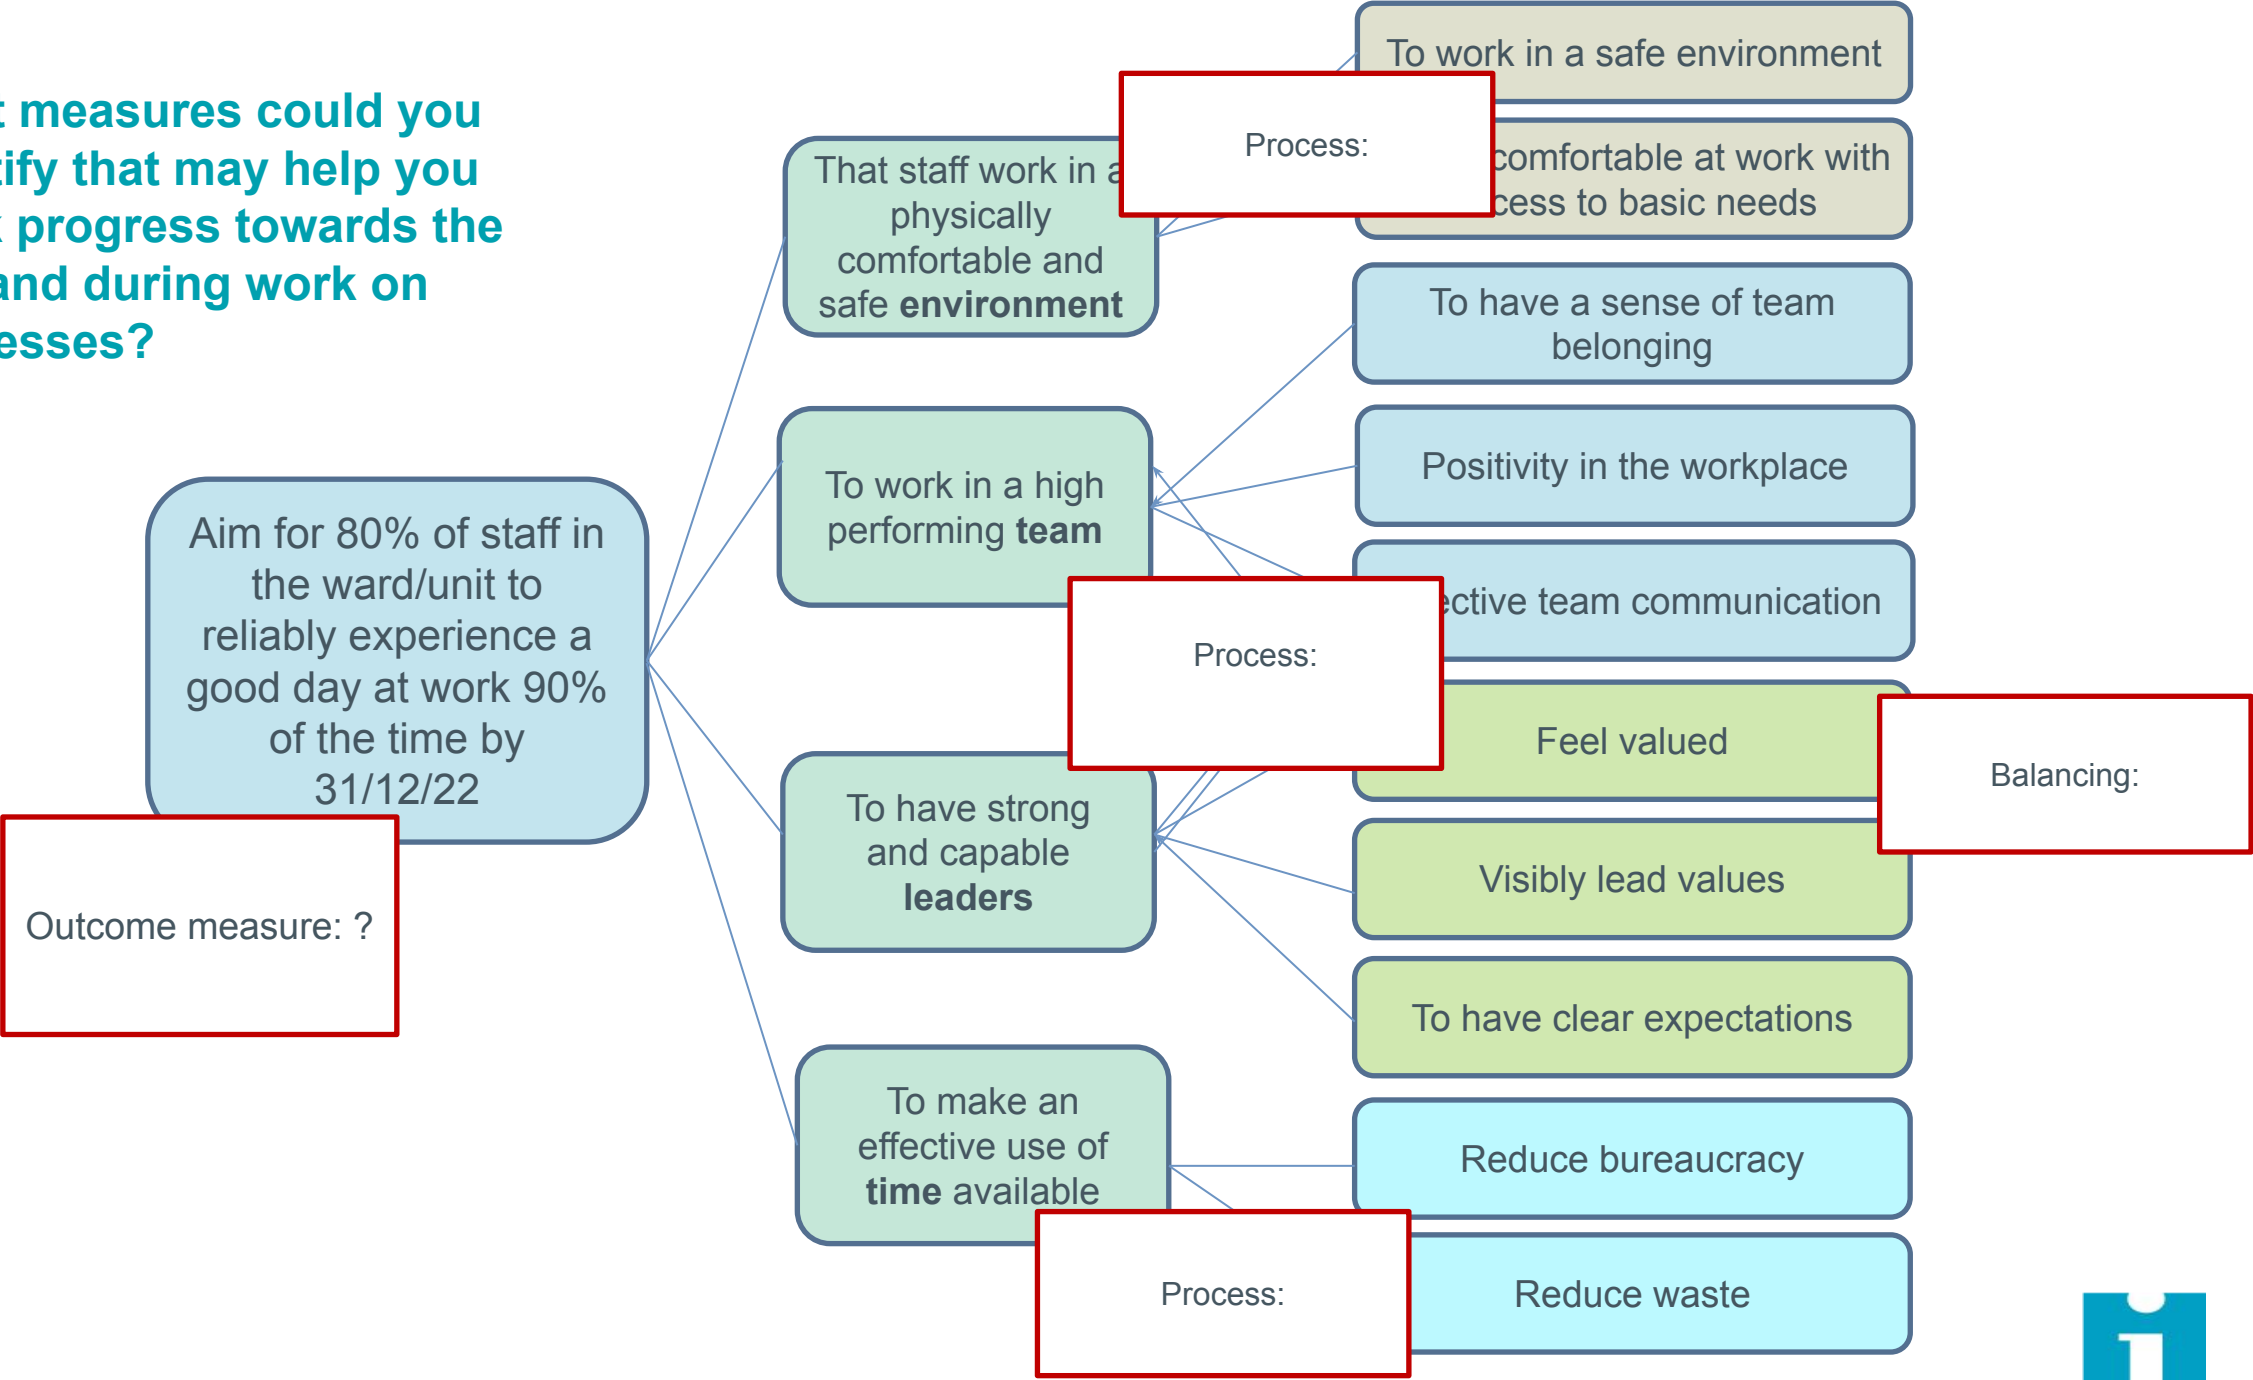 t measures could you
tify that may help you
progress towards the
and during work on
esses?
Aim for 80% of staff in
the ward/unit to
reliably experience a
good day at work 90%
of the time by
31/12/22
Outcome measure: ?
That staff work in a
physically
comfortable and
safe environment
To work in a high
performing team
To have strong
and capable
leaders
To make an
effective use of
time available
Process:
Process:
Process:
To work in a safe environment
comfortable at work with
cess to basic needs
To have a sense of team
belonging
Positivity in the workplace
ective team communication
Feel valued
Visibly lead values
To have clear expectations
Reduce bureaucracy
Reduce waste
Balancing: